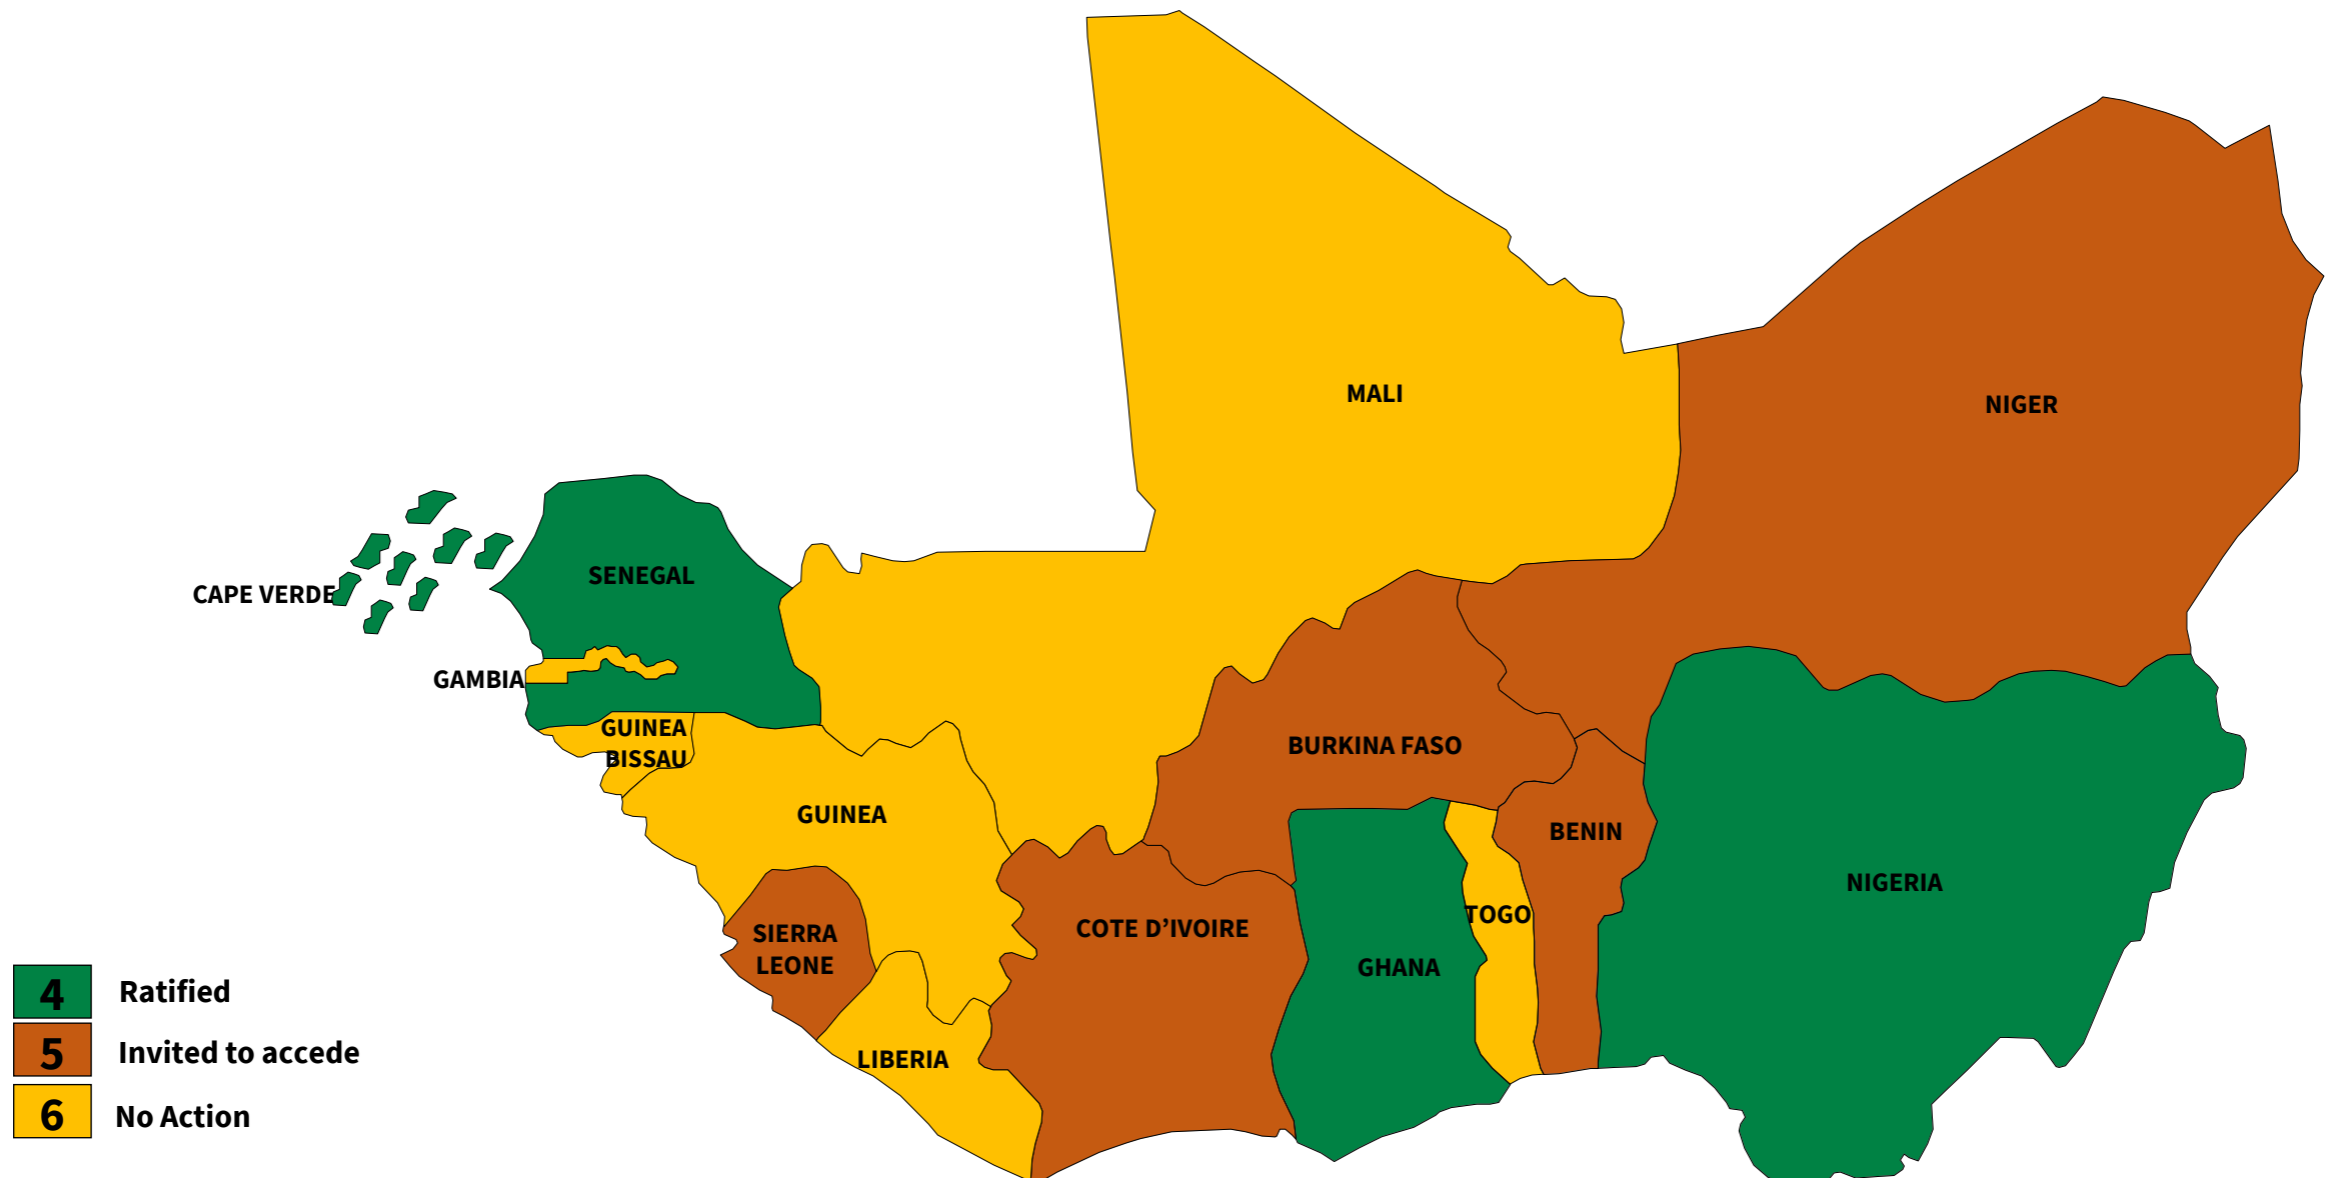 MALI
NIGER
SENEGAL
CAPE VERDE
GAMBIA
GUINEA
BISSAU
BURKINA FASO
GUINEA
BENIN
NIGERIA
TOGO
COTE D’IVOIRE
SIERRA
LEONE
GHANA
LIBERIA
4 Ratified
5 Invited to accede
6 No Action